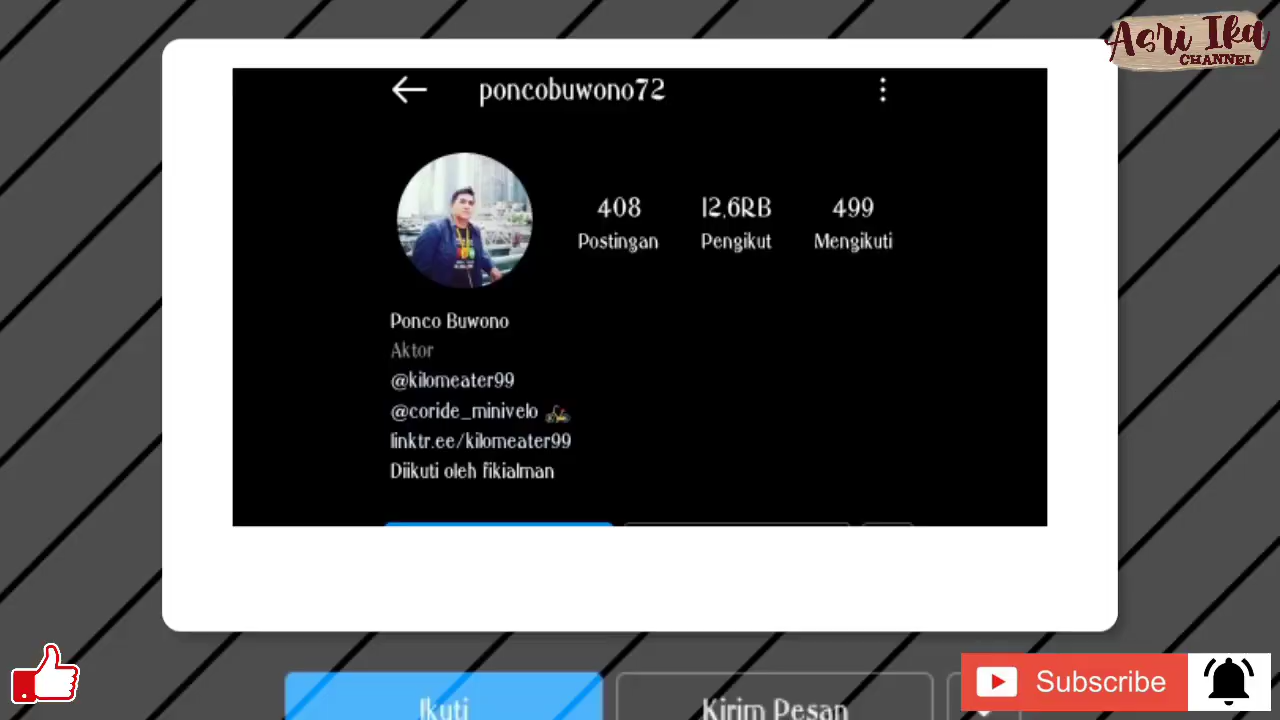 Asri Ika
CHANNEL
poncobuwono72
408
12,6RB
499
Postingan
Pengikut
Mengikuti
Ponco Buwono
Aktor
@kilomeater99
@coride_minivelo
linktr.ee/kilomeater99
Diikuti oleh fikialman
Ikuti
Kirim Pesan
Subscribe